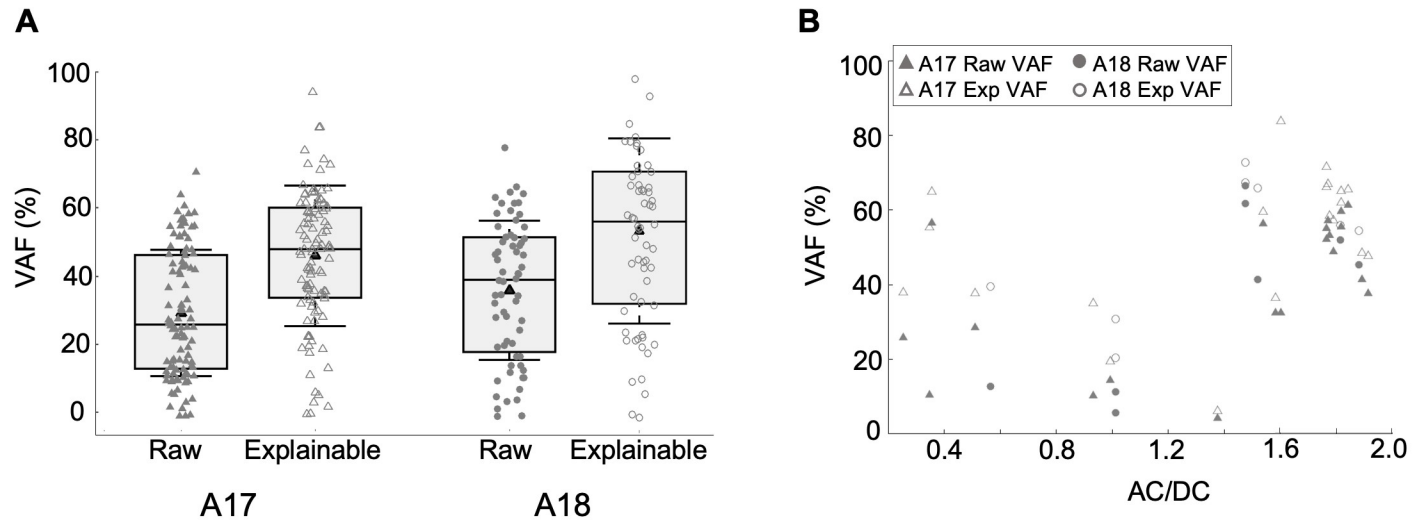 A
VAF (%)
100
80
60
40
20
0
Raw Explainable Raw Explainable
A17 A18
B
VAF (%)
100
80
60
40
20
0
A17 Raw VAF A18 Raw VAF
A17 Exp VAF A18 Exp VAF
0.4 0.8 1.2 1.6 2.0
AC/DC